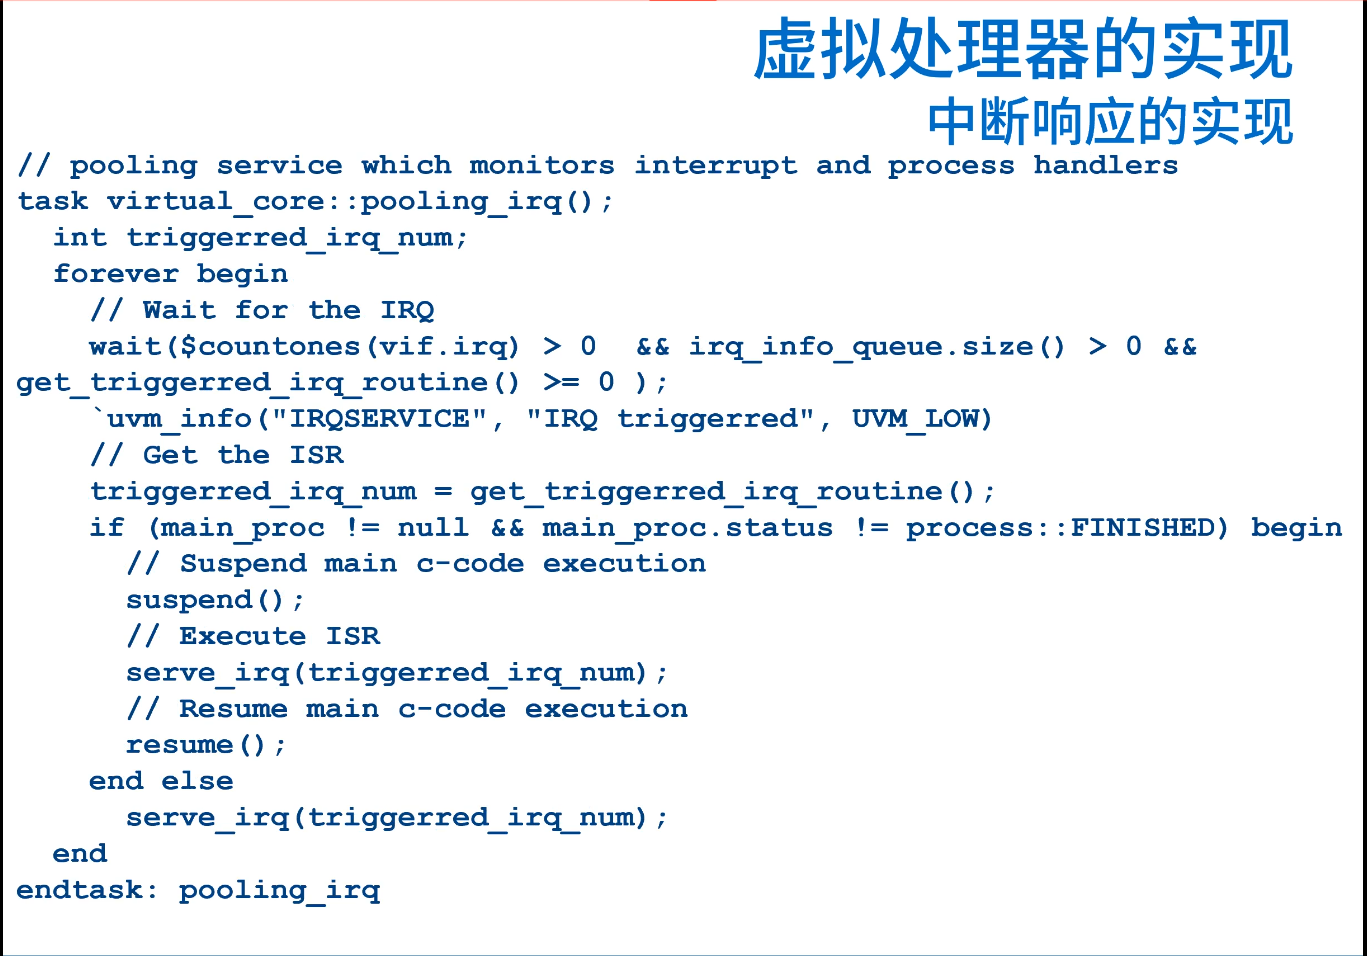 虚拟处理器的实现
中断响应的实现
// pooling service which monitors interrupt and process handlers
task virtual_core::pooling_irq();
int triggerred_irq_num;
forever begin
// Wait for the IRQ
wait($countones(vif.irq) > 0  && irq_info_queue.size() > 0 &&
get_triggerred_irq_routine() >= 0 );
`uvm_info("IRQSERVICE", "IRQ triggerred", UVM_LOW)
// Get the ISR
triggerred_irq_num = get_triggerred_irq_routine();
if (main_proc != null && main_proc.status != process::FINISHED) begin
// Suspend main c-code execution
suspend();
// Execute ISR
serve_irq(triggerred_irq_num);
// Resume main c-code execution
resume();
end else
serve_irq(triggerred_irq_num);
end
endtask: pooling_irq